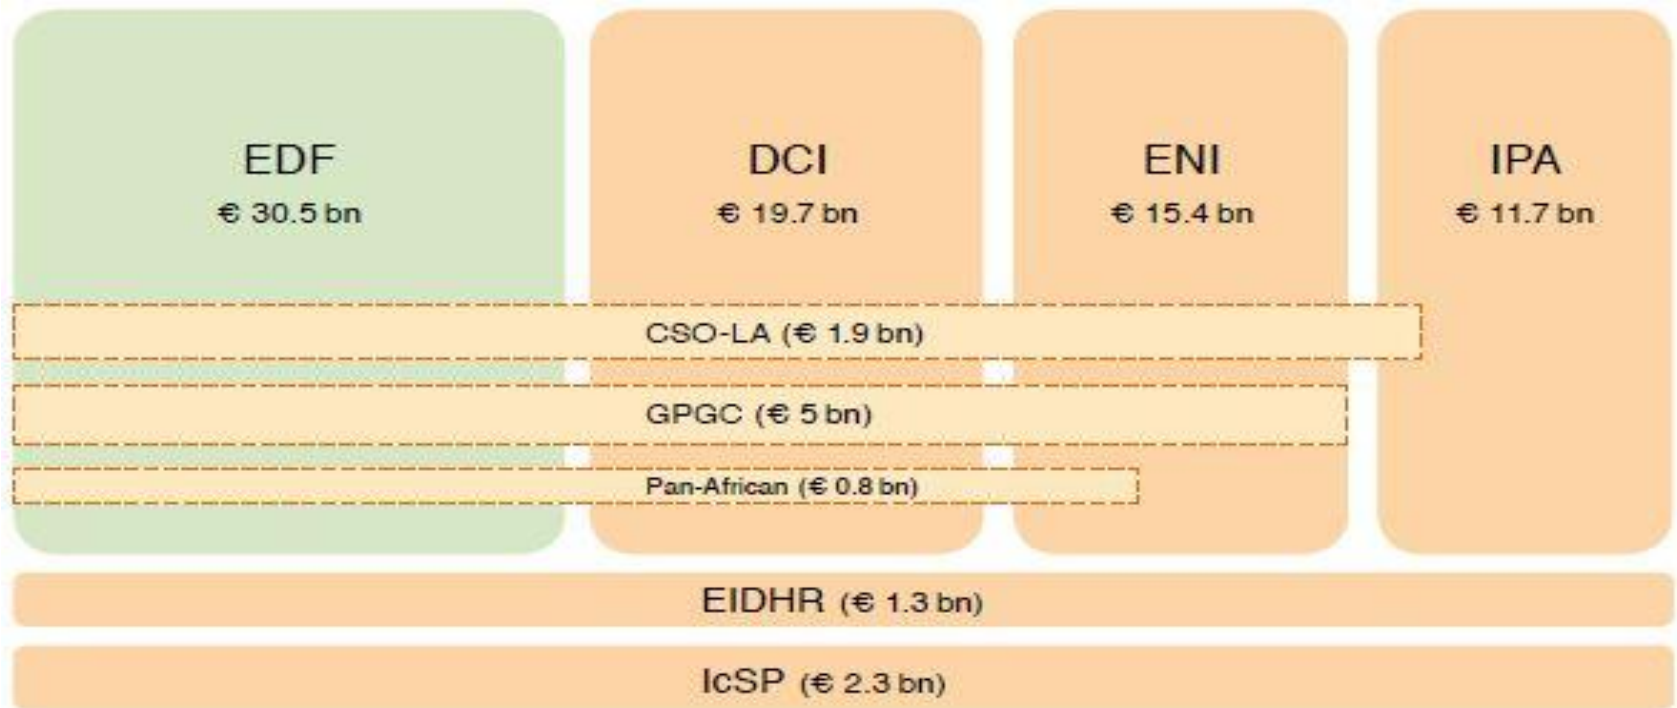 EDF
€ 30.5 bn
DCI
€ 19.7 bn
ENI
€ 15.4 bn
IPA
€ 11.7 bn
CSO-LA (€ 1.9 bn)
GPGC (€ 5 bn)
Pan-African (€ 0.8 bn)
EIDHR (€ 1.3 bn)
IcSP (€ 2.3 bn)